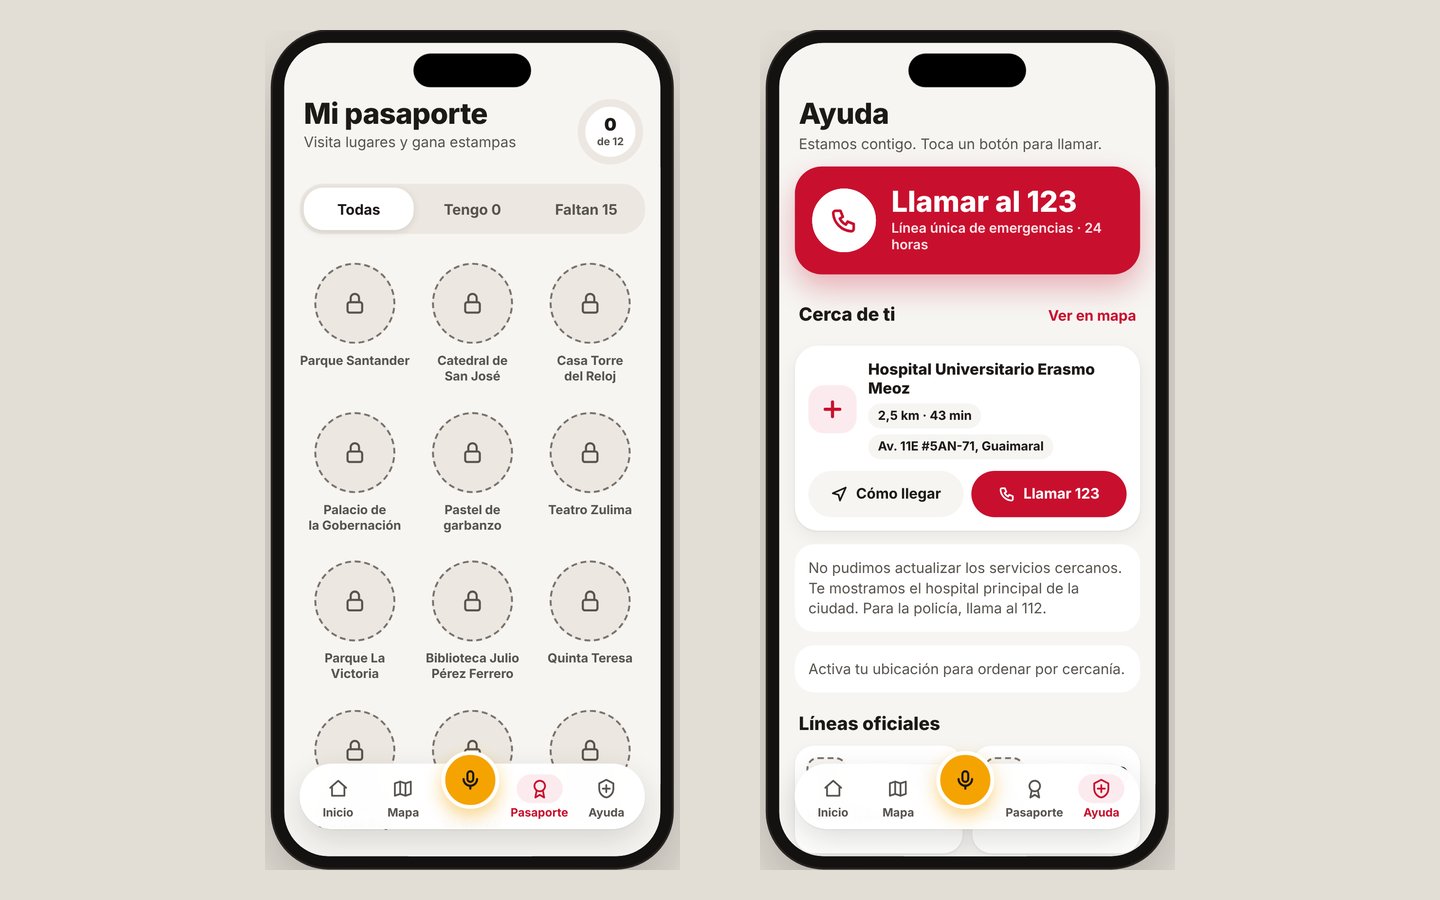 Mi pasaporte
Visita lugares y gana estampas
0
de 12
Todas
Tengo 0
Faltan 15
Parque Santander
Catedral de
San José
Casa Torre
del Reloj
Palacio de
la Gobernación
Pastel de
garbanzo
Teatro Zulima
Parque La
Victoria
Biblioteca Julio
Pérez Ferrero
Quinta Teresa
Inicio
Mapa
Pasaporte
Ayuda
Ayuda
Estamos contigo. Toca un botón para llamar.
Llamar al 123
Línea única de emergencias · 24
horas
Cerca de ti
Ver en mapa
Hospital Universitario Erasmo
Meoz
2,5 km · 43 min
Av. 11E #5AN-71, Guaimaral
Cómo llegar
Llamar 123
No pudimos actualizar los servicios cercanos.
Te mostramos el hospital principal de la
ciudad. Para la policía, llama al 112.
Activa tu ubicación para ordenar por cercanía.
Líneas oficiales
Inicio
Mapa
Pasaporte
Ayuda